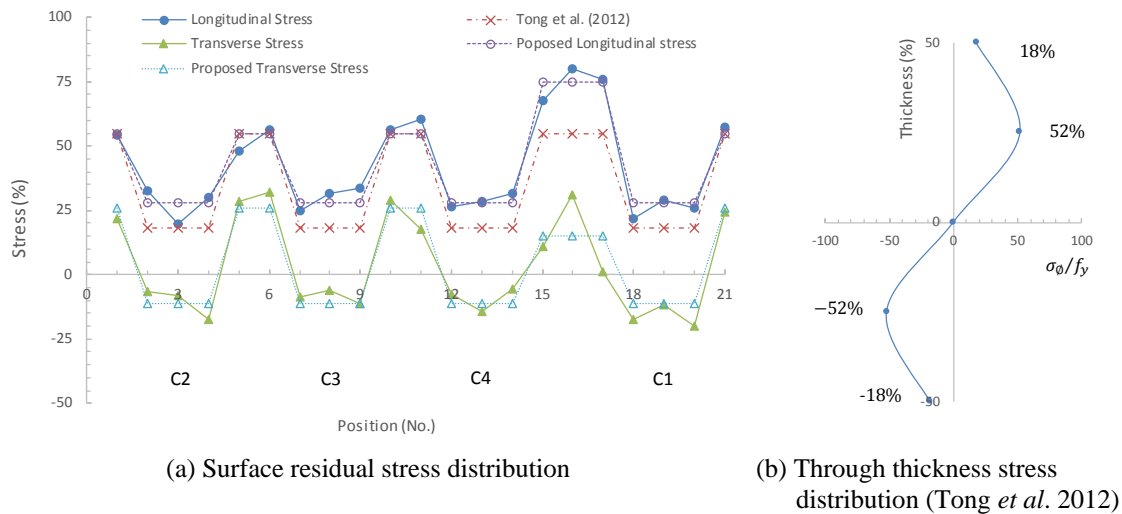 Longitudinal Stress
Tong et al. (2012)
Transverse Stress
Poposed Longitudinal stress
Proposed Transverse Stress
100
75
50
25
0
-25
-50
Stress (%)
0 3 6 9 12 15 18 21
C2 C3 C4 C1
Position (No.)
(a) Surface residual stress distribution
Thickness (%)
50
18%
52%
0
-100 -50 0 50 100
σ_ø/f_y
−52%
-18%
(b) Through thickness stress
distribution (Tong et al. 2012)